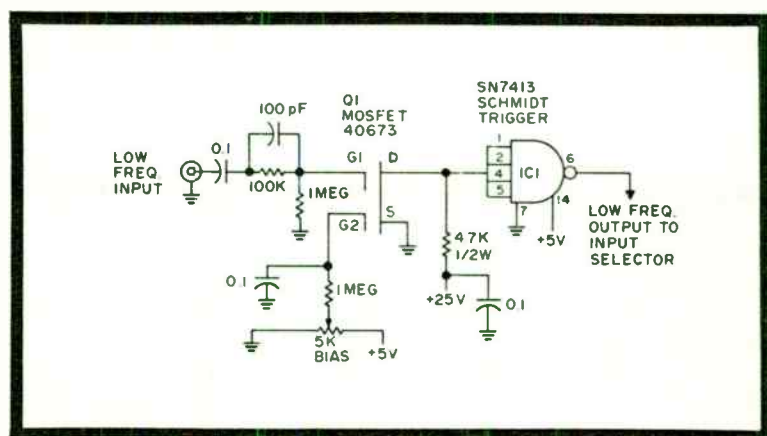 100 pF
Q1
MOSFET
40673
SN7413
SCHMIDT
TRIGGER
LOW
FREQ.
INPUT
0.1
100K
1MEG
G1
D
G2
S
1
2
4
5
IC1
6
7
14
+5V
LOW FREQ.
OUTPUT TO
INPUT
SELECTOR
47K
1/2W
+25V
0.1
0.1
1MEG
5K
BIAS
+5V